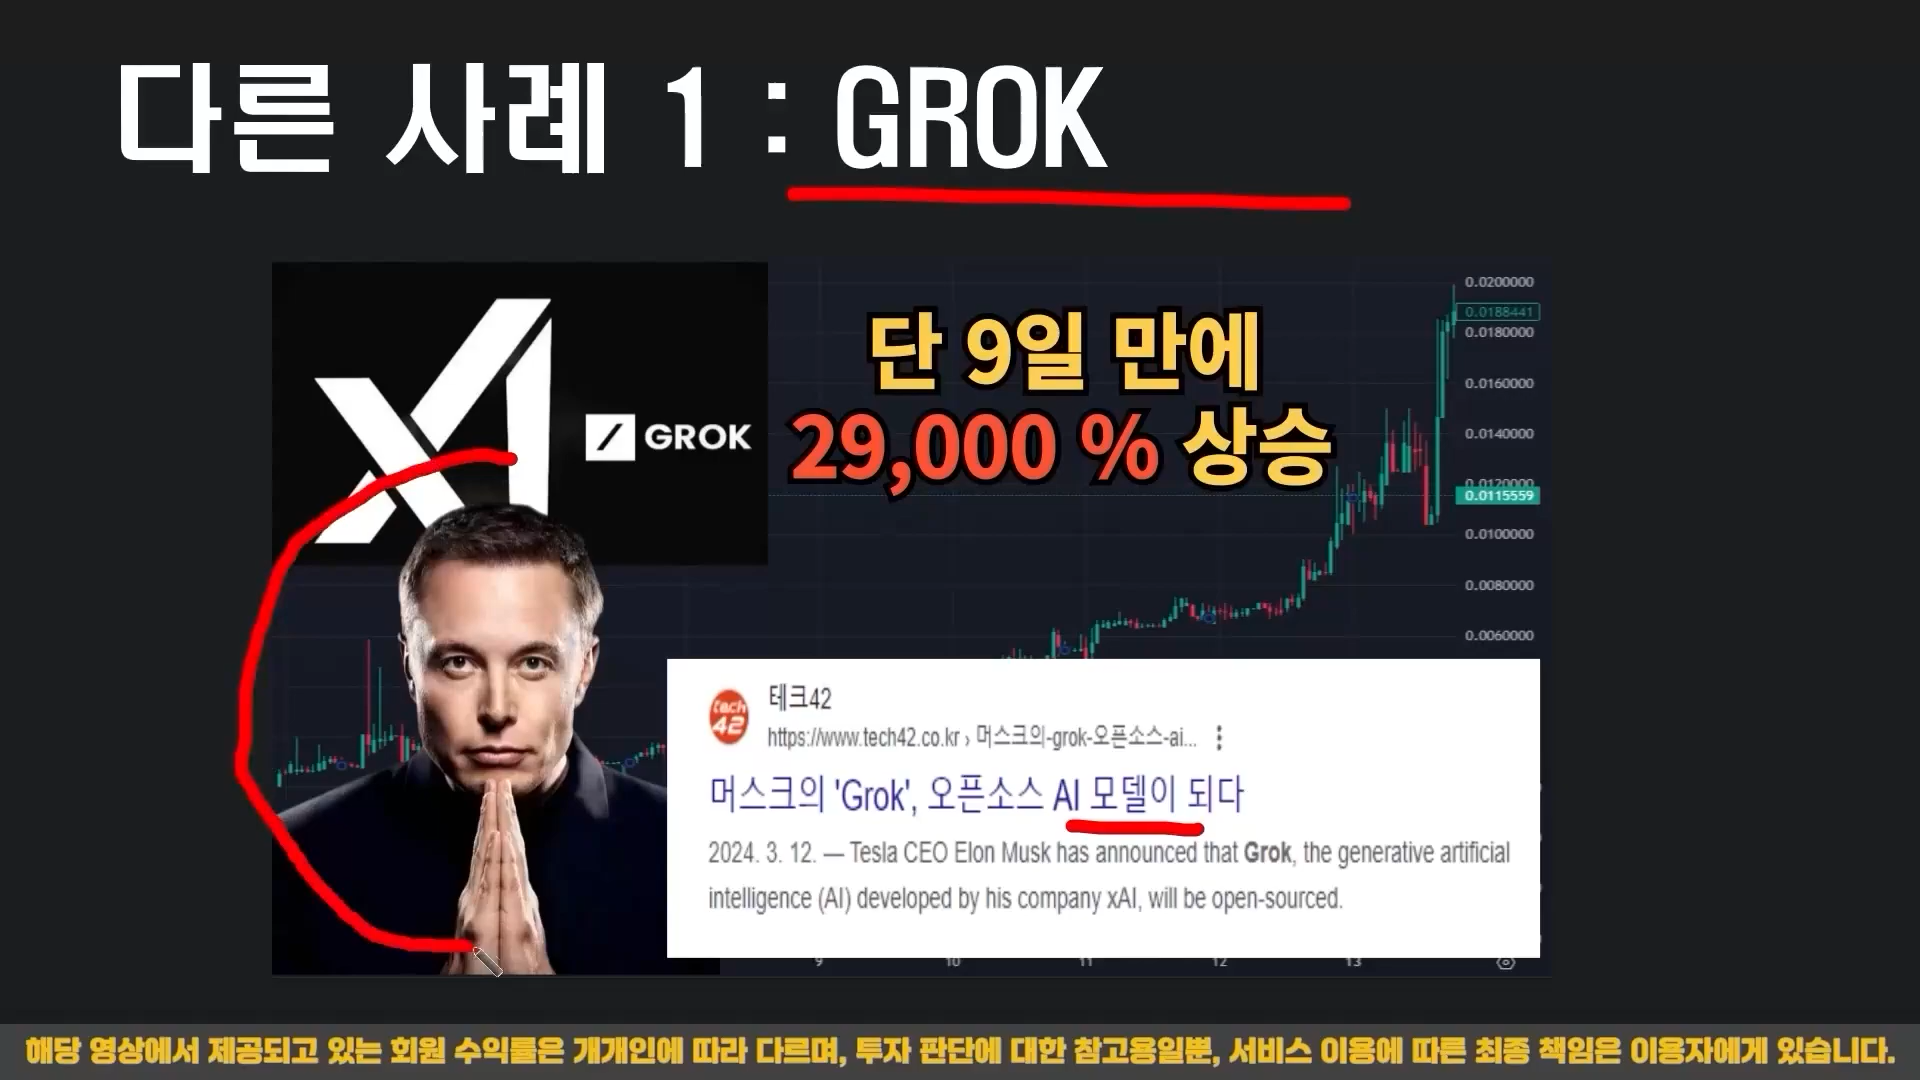 다른 사례 1 : GROK
xAI
GROK
단 9일 만에
29,000 % 상승
0.0200000
0.0188441
0.0180000
0.0160000
0.0140000
0.0120000
0.0115559
0.0100000
0.0080000
0.0060000
tech
42
테크42
https://www.tech42.co.kr › 머스크의-grok-오픈소스-ai...
머스크의 'Grok', 오픈소스 AI 모델이 되다
2024. 3. 12. — Tesla CEO Elon Musk has announced that Grok, the generative artificial
intelligence (AI) developed by his company xAI, will be open-sourced.
9 10 11 12 13
해당 영상에서 제공되고 있는 회원 수익률은 개개인에 따라 다르며, 투자 판단에 대한 참고용일뿐, 서비스 이용에 따른 최종 책임은 이용자에게 있습니다.